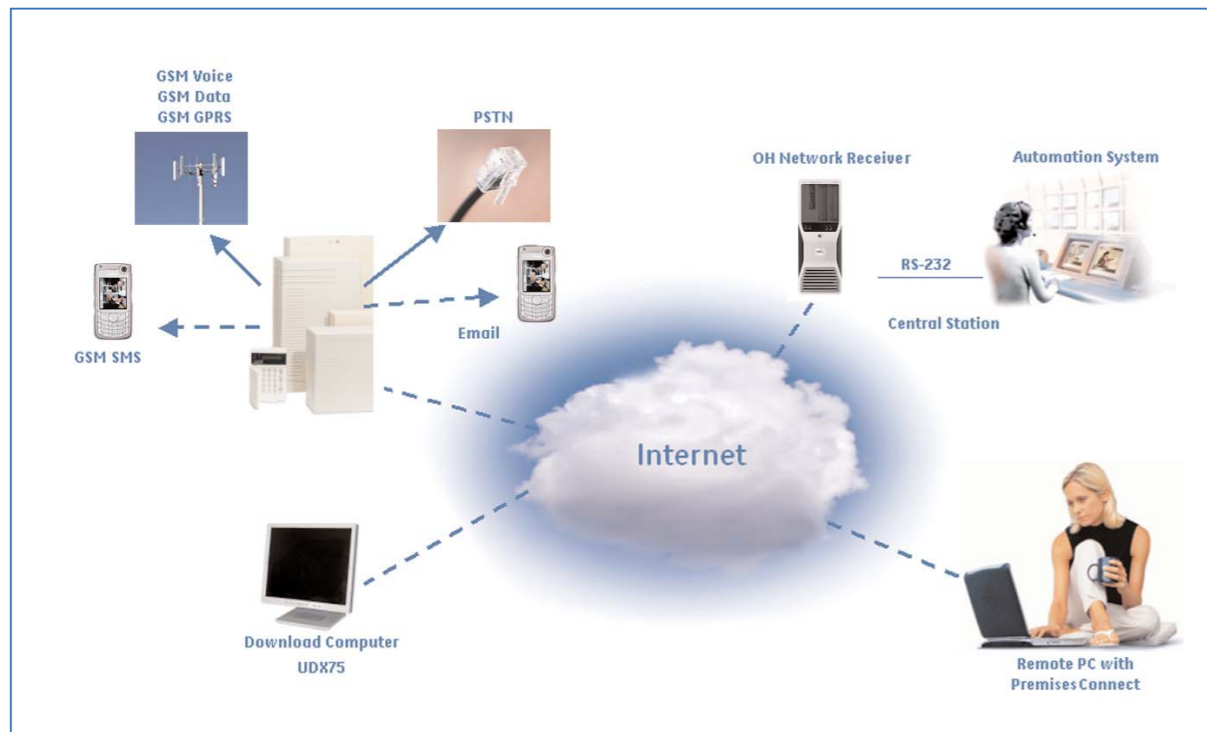 GSM Voice
GSM Data
GSM GPRS
PSTN
OH Network Receiver
Automation System
RS-232
Central Station
GSM SMS
Email
Internet
Download Computer
UDX75
Remote PC with
Premises Connect